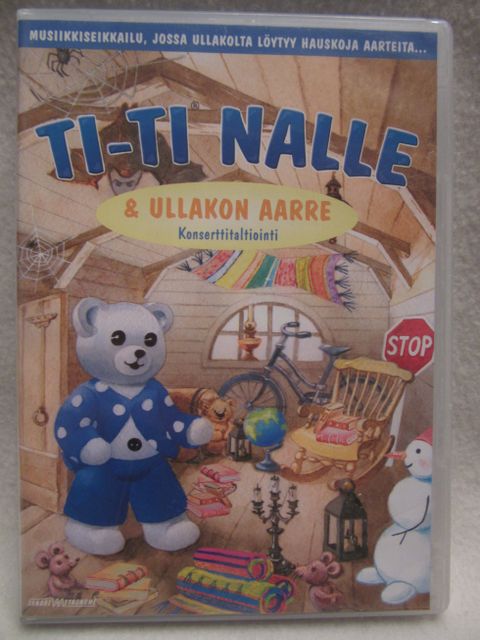 MUSIIKKISEIKKAILU, JOSSA ULLAKOLTA LÖYTYY HAUSKOJA AARTEITA...
TI-TI® NALLE
& ULLAKON AARRE
Konserttitaltiointi
STOP